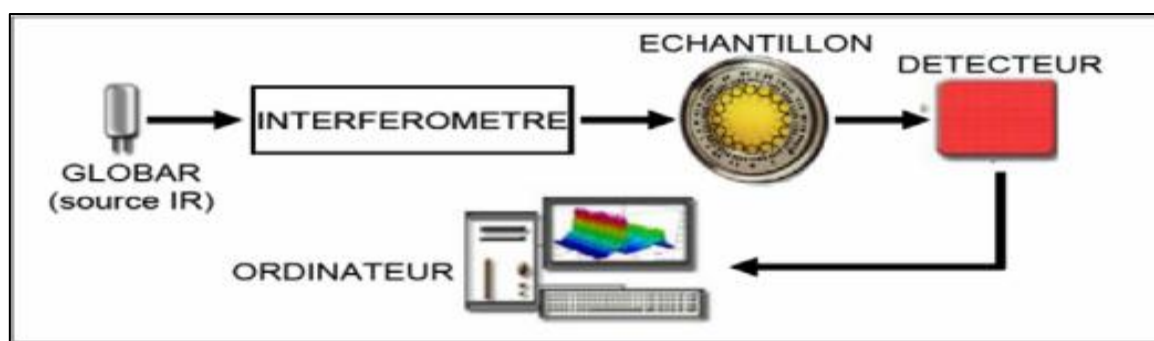 ECHANTILLON
DETECTEUR
INTERFEROMETRE
GLOBAR
(source IR)
ORDINATEUR